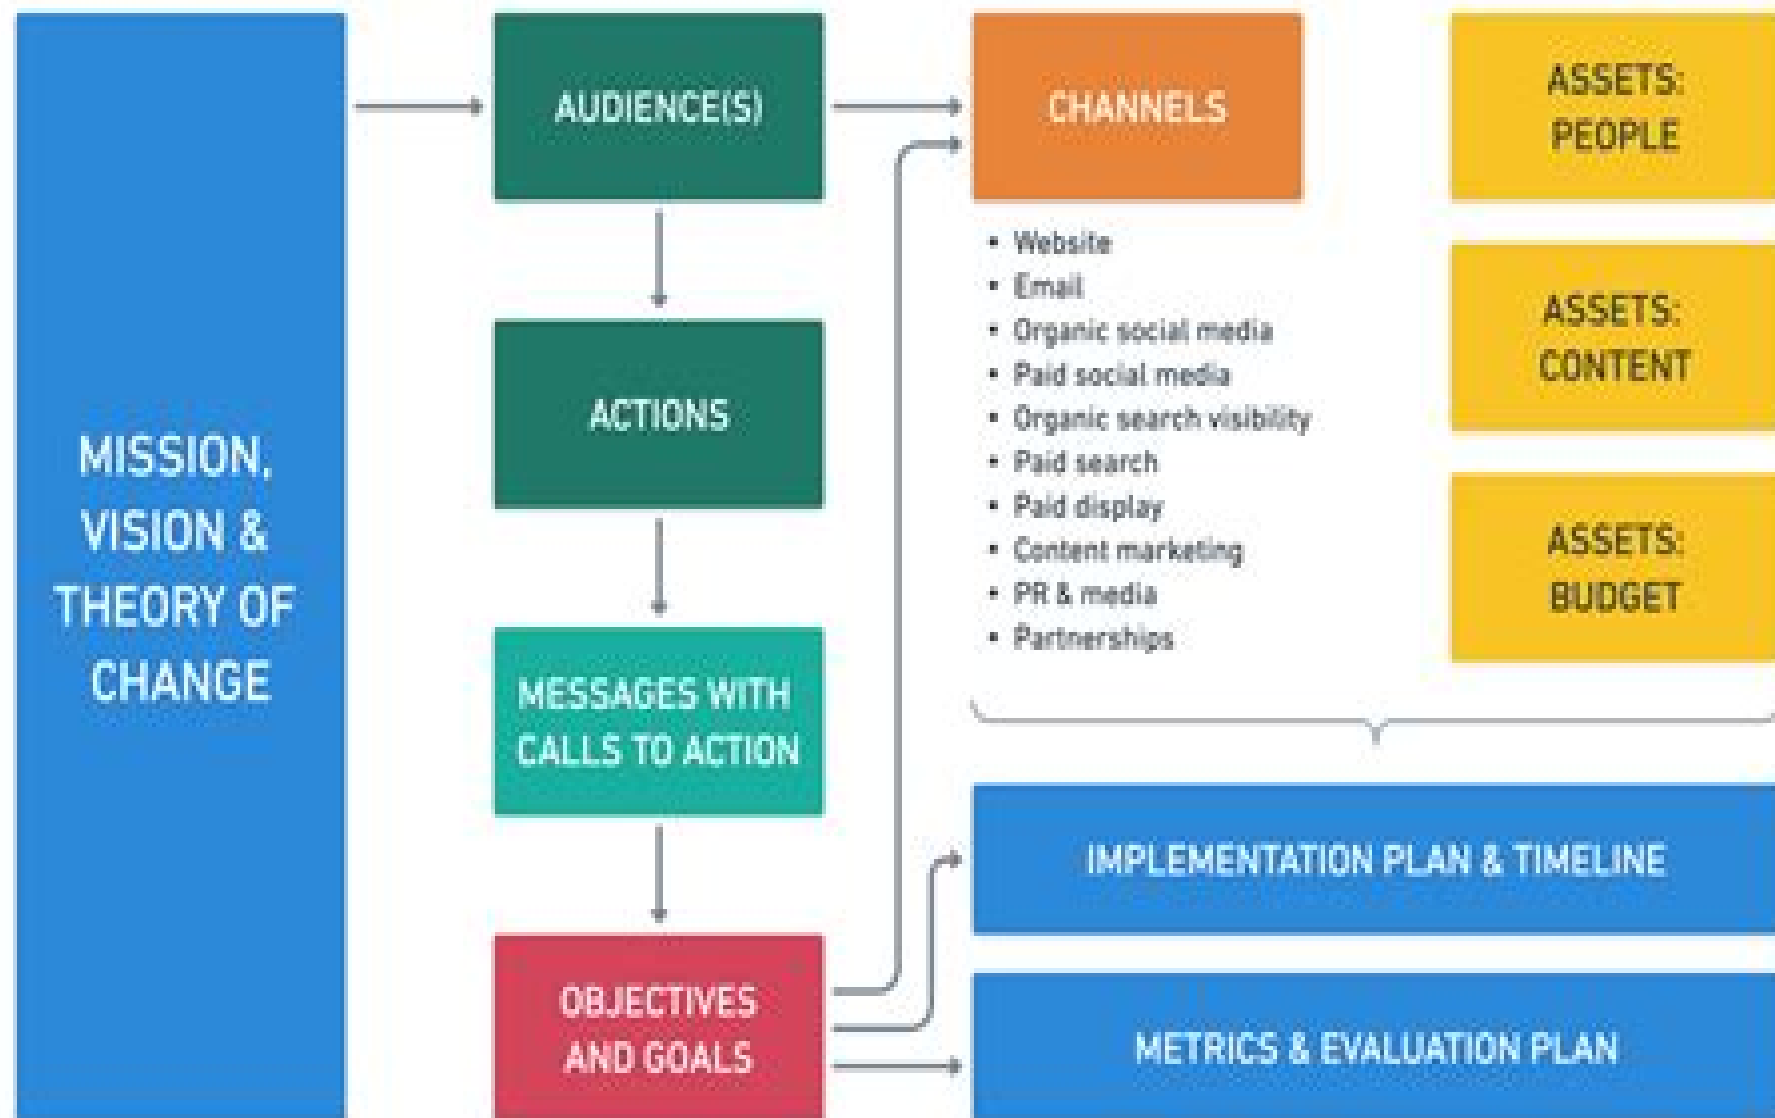 MISSION,
VISION &
THEORY OF
CHANGE
AUDIENCE(S)
ACTIONS
MESSAGES WITH
CALLS TO ACTION
OBJECTIVES
AND GOALS
CHANNELS
• Website
• Email
• Organic social media
• Paid social media
• Organic search visibility
• Paid search
• Paid display
• Content marketing
• PR & media
• Partnerships
ASSETS:
PEOPLE
ASSETS:
CONTENT
ASSETS:
BUDGET
IMPLEMENTATION PLAN & TIMELINE
METRICS & EVALUATION PLAN